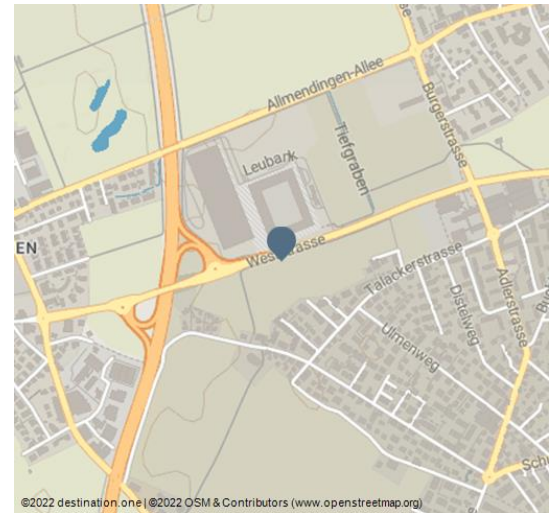 Allmendingen-Allee
Burgerstrasse
Leubank
Tiefgraben
EN
Weststrasse
Talackerstrasse
Adlerstrasse
Distelweg
Ulmenweg
©2022 destination.one | ©2022 OSM & Contributors (www.openstreetmap.org)